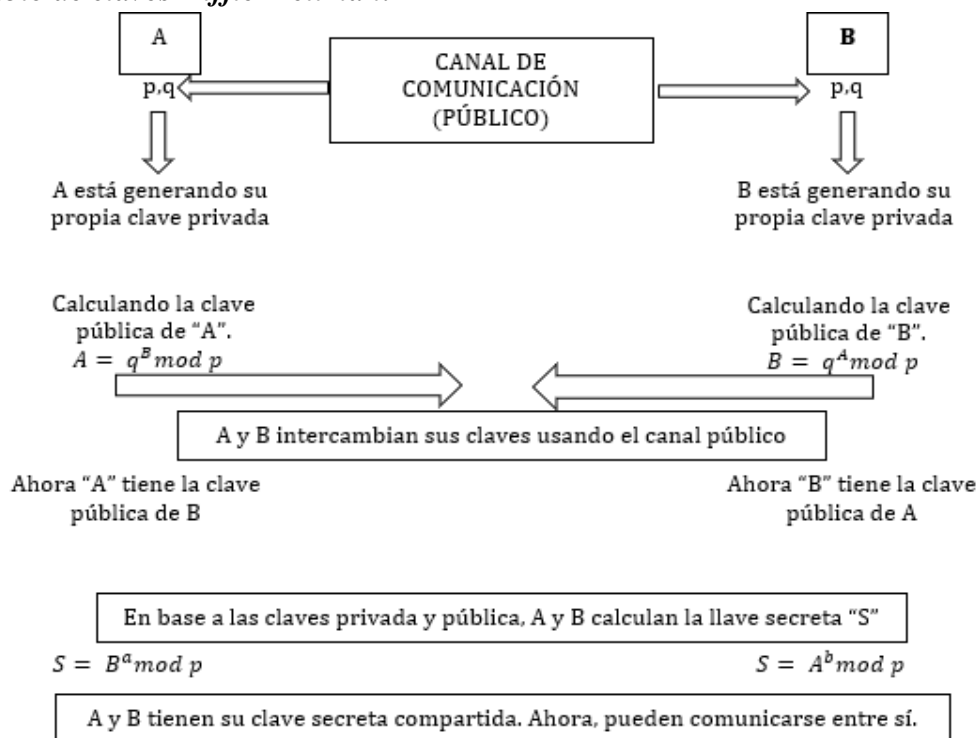 A
B
CANAL DE
COMUNICACIÓN
(PÚBLICO)
p,q
p,q
A está generando su
propia clave privada
B está generando su
propia clave privada
Calculando la clave
pública de “A”.
A = q^B mod p
Calculando la clave
pública de “B”.
B = q^A mod p
A y B intercambian sus claves usando el canal público
Ahora “A” tiene la clave
pública de B
Ahora “B” tiene la clave
pública de A
En base a las claves privada y pública, A y B calculan la llave secreta “S”
S = B^a mod p
S = A^b mod p
A y B tienen su clave secreta compartida. Ahora, pueden comunicarse entre sí.